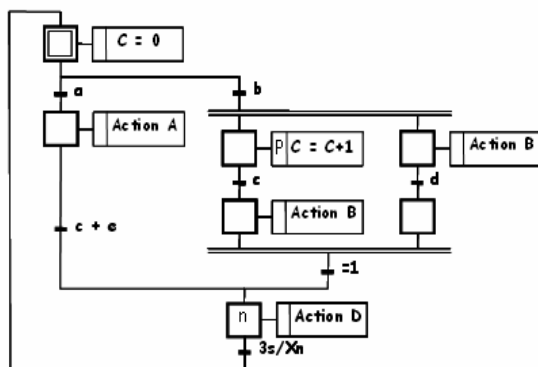 C = 0
a
b
Action A
P C = C+1
Action B
c
d
Action B
c + e
=1
n
Action D
3s/Xn